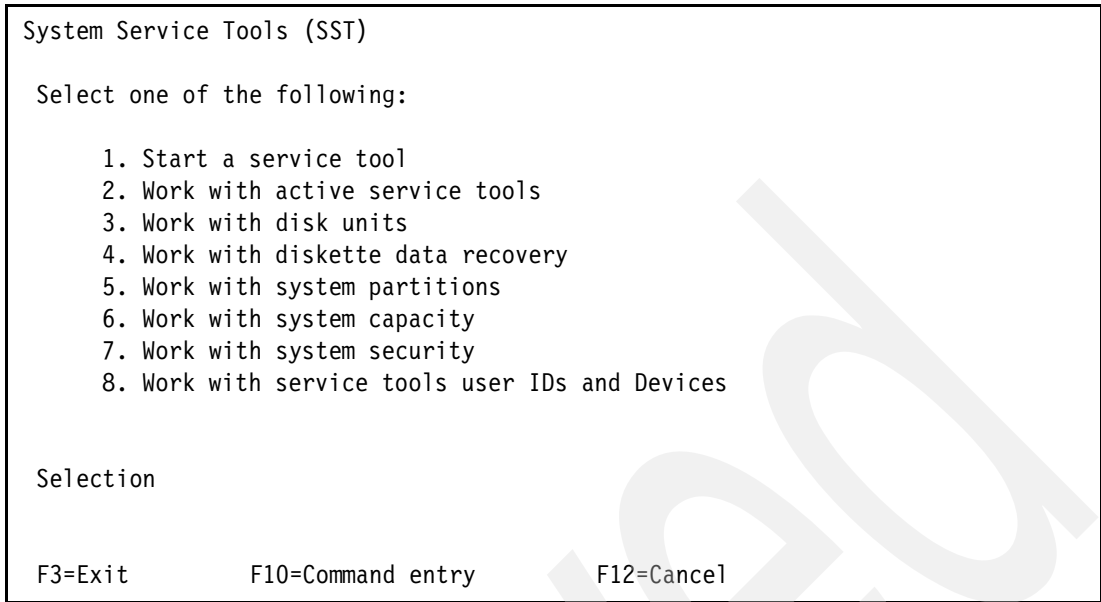 System Service Tools (SST)
Select one of the following:
1. Start a service tool
2. Work with active service tools
3. Work with disk units
4. Work with diskette data recovery
5. Work with system partitions
6. Work with system capacity
7. Work with system security
8. Work with service tools user IDs and Devices
Selection
F3=Exit F10=Command entry F12=Cancel